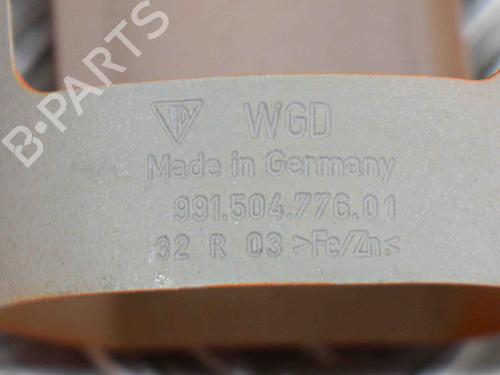 B-PARTS
WGD
Made in Germany
991.504.776.01
32 R 03 >Fe/Zn<